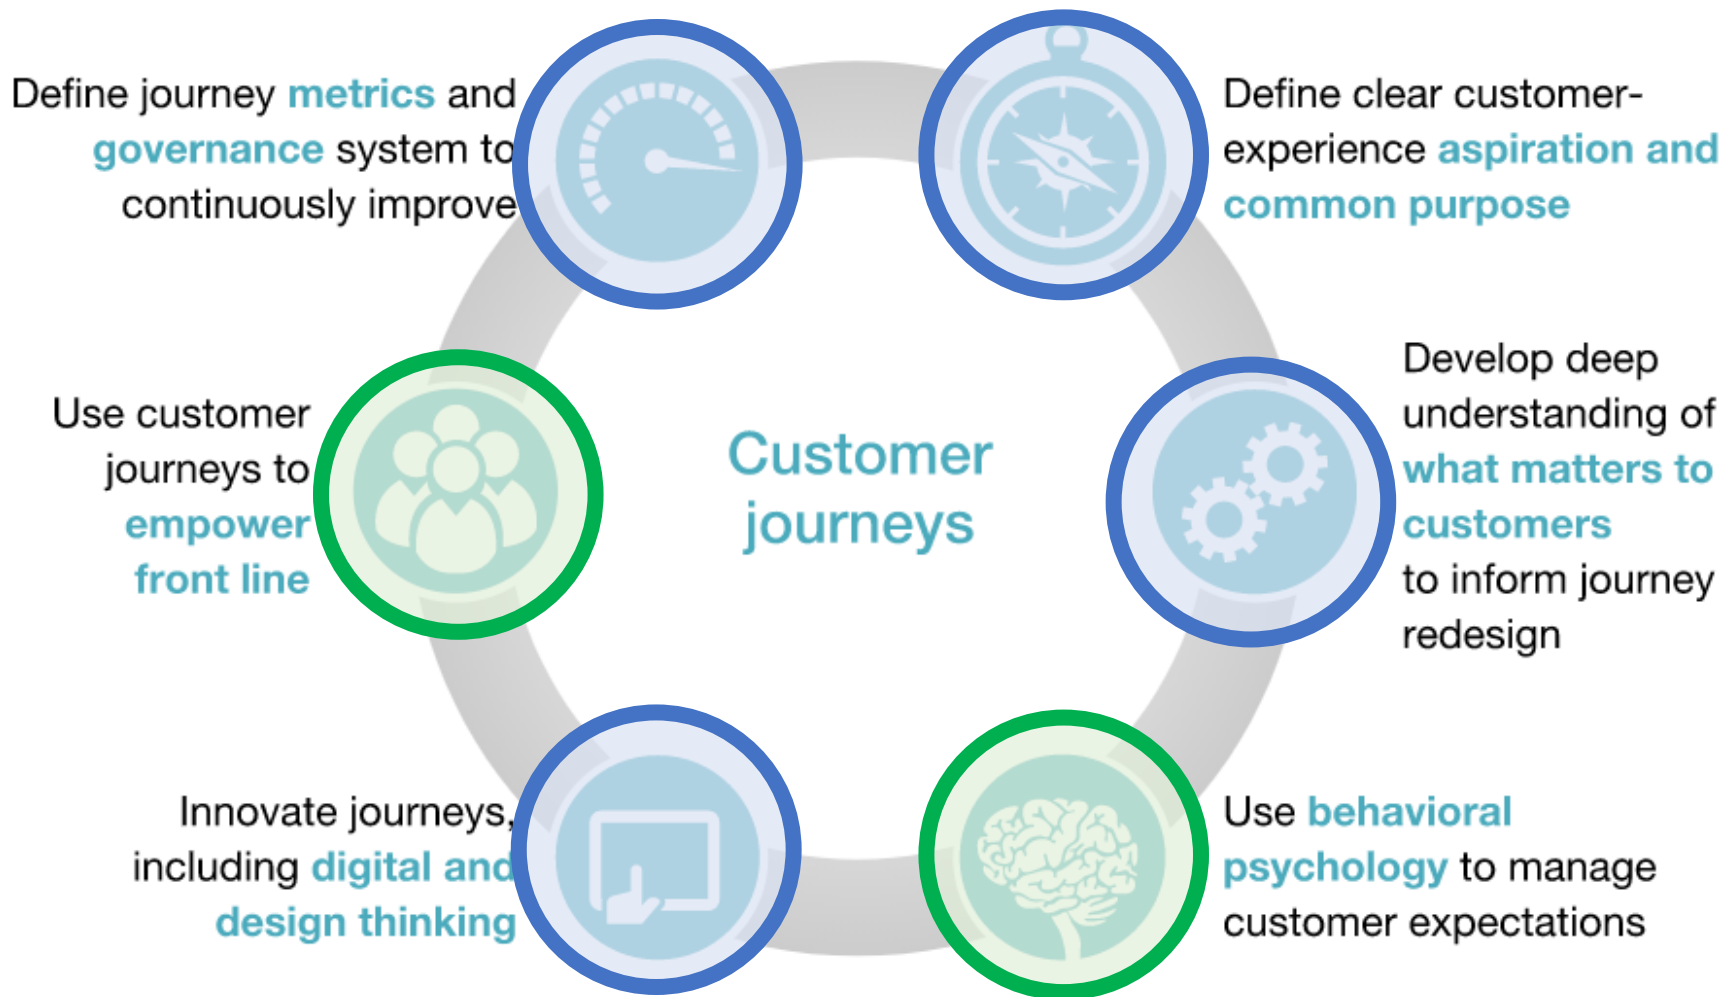 Define journey metrics and
governance system to
continuously improve
Define clear customer-
experience aspiration and
common purpose
Use customer
journeys to
empower
front line
Customer
journeys
Develop deep
understanding of
what matters to
customers
to inform journey
redesign
Innovate journeys,
including digital and
design thinking
Use behavioral
psychology to manage
customer expectations